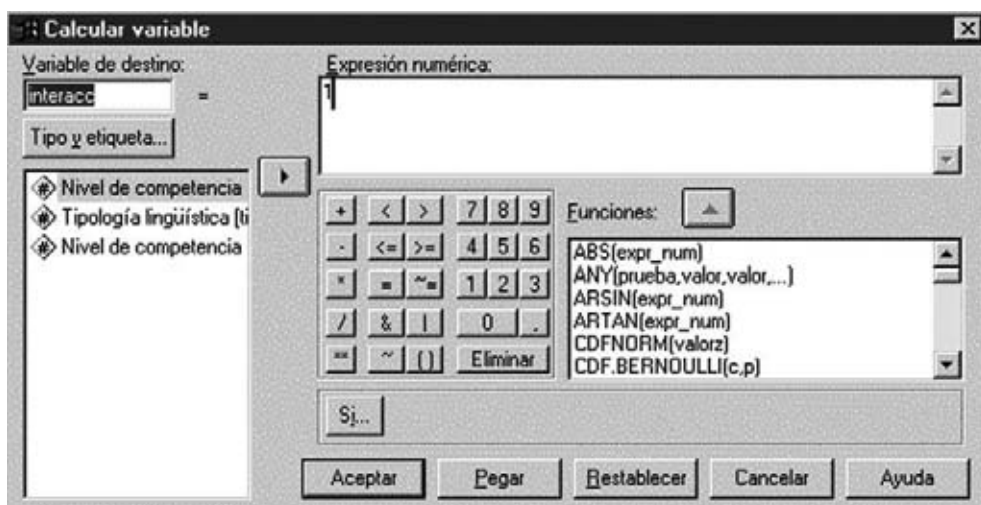 Calcular variable
Variable de destino:
interacc
=
Tipo y etiqueta...
Nivel de competencia
Tipología lingüística (ti
Nivel de competencia
Expresión numérica:
1
+ < > 7 8 9
- <= >= 4 5 6
* = ~= 1 2 3
/ & | 0 .
** ~ () Eliminar
Funciones:
ABS(expr_num)
ANY(prueba,valor,valor,...)
ARSIN(expr_num)
ARTAN(expr_num)
CDFNORM(valorz)
CDF.BERNOULLI(c,p)
Si...
Aceptar Pegar Restablecer Cancelar Ayuda